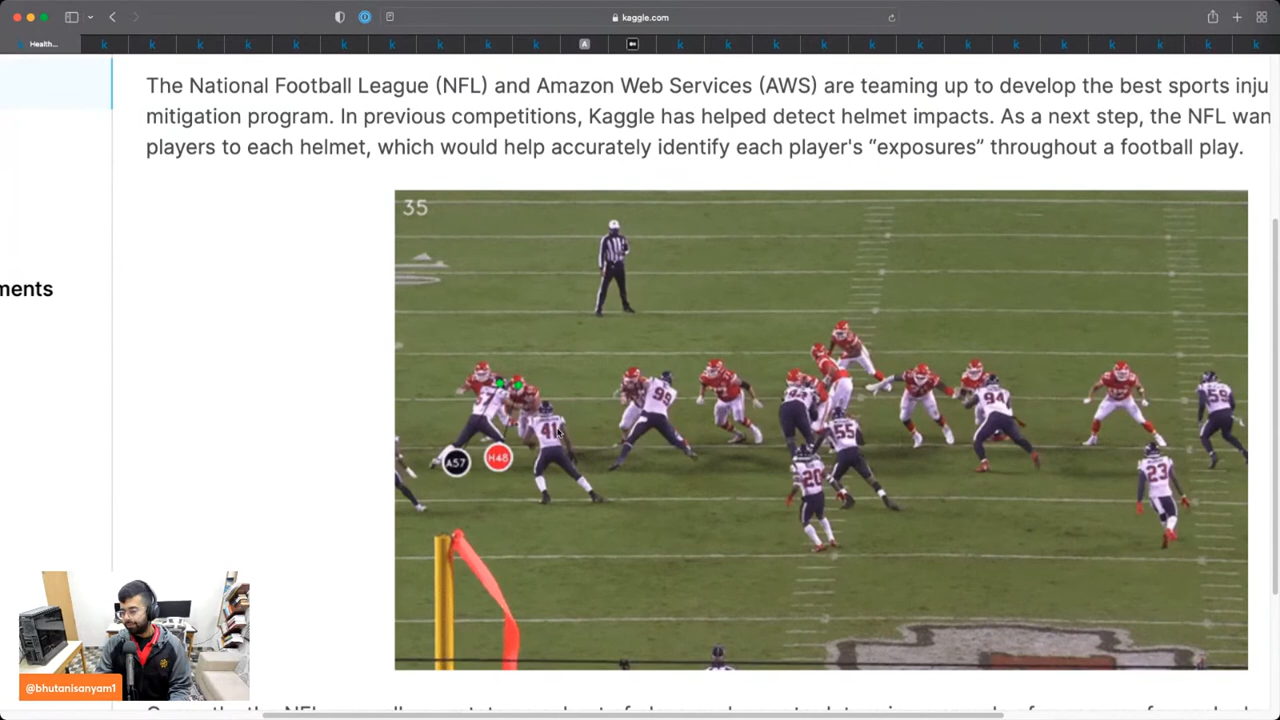 kaggle.com
Health...
A
The National Football League (NFL) and Amazon Web Services (AWS) are teaming up to develop the best sports inju
mitigation program. In previous competitions, Kaggle has helped detect helmet impacts. As a next step, the NFL wan
players to each helmet, which would help accurately identify each player's “exposures” throughout a football play.
ments
35
57
41
99
55
94
59
20
23
A57
H48
@bhutanisanyam1